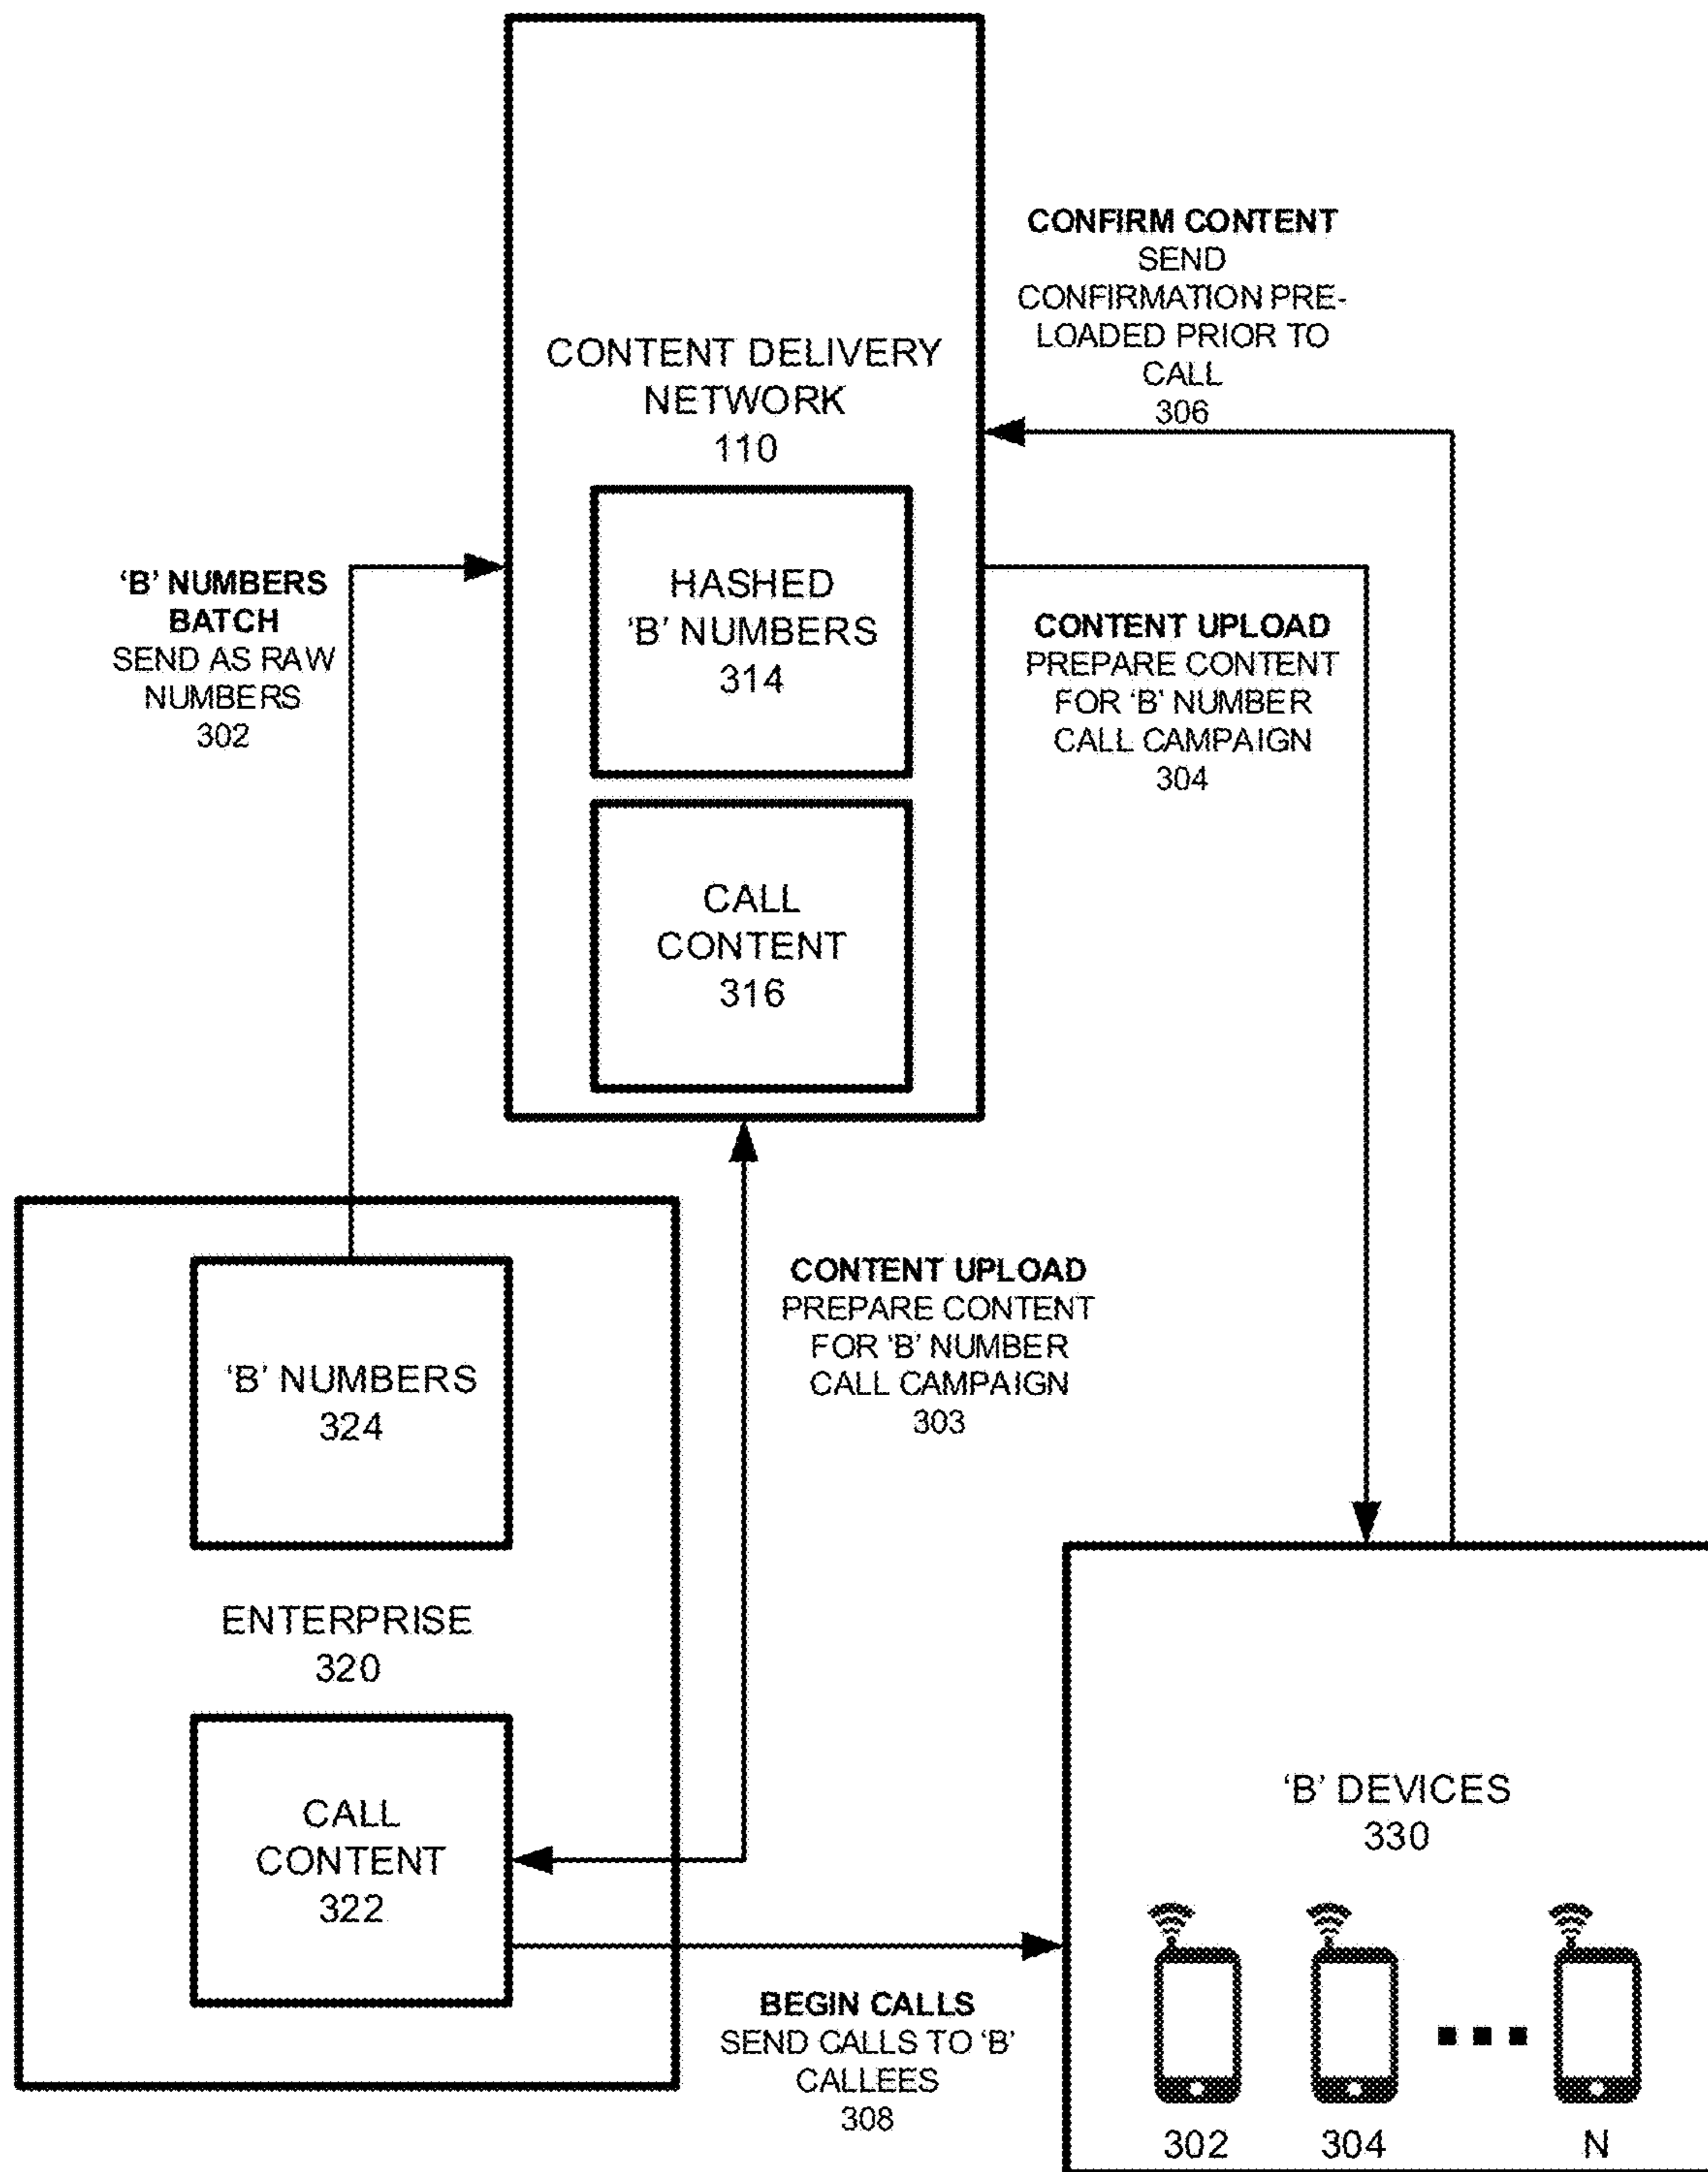 CONFIRM CONTENT
SEND
CONFIRMATION PRE-
LOADED PRIOR TO
CALL
306
CONTENT DELIVERY
NETWORK
110
HASHED
‘B’ NUMBERS
314
‘B’ NUMBERS
BATCH
SEND AS RAW
NUMBERS
302
CONTENT UPLOAD
PREPARE CONTENT
FOR ‘B’ NUMBER
CALL CAMPAIGN
304
CALL
CONTENT
316
CONTENT UPLOAD
PREPARE CONTENT
FOR ‘B’ NUMBER
CALL CAMPAIGN
303
‘B’ NUMBERS
324
ENTERPRISE
320
CALL
CONTENT
322
‘B’ DEVICES
330
BEGIN CALLS
SEND CALLS TO ‘B’
CALLEES
308
302
304
N